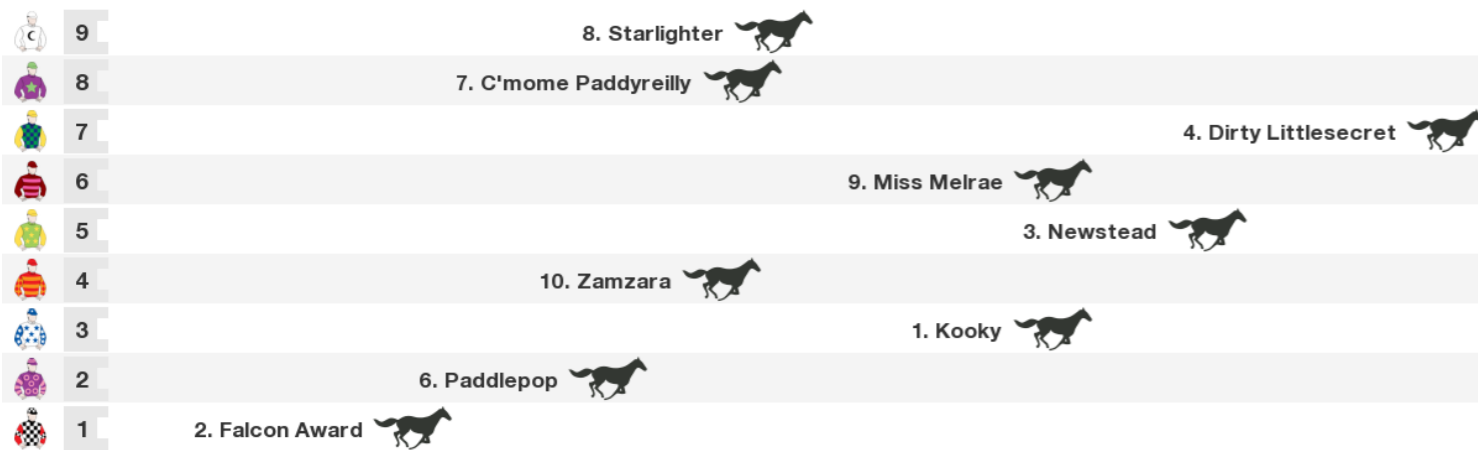 C
9 8. Starlighter
8 7. C'mome Paddyreilly
7 4. Dirty Littlesecret
6 9. Miss Melrae
5 3. Newstead
4 10. Zamzara
3 1. Kooky
2 6. Paddlepop
1 2. Falcon Award